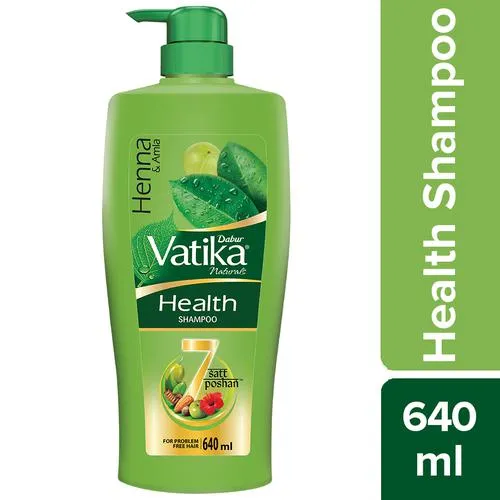 Henna
& Amla
Dabur
Vatika®
Naturals
Health
SHAMPOO
7
satt
poshan™
FOR PROBLEM
FREE HAIR
640 ml
Health Shampoo
640
ml